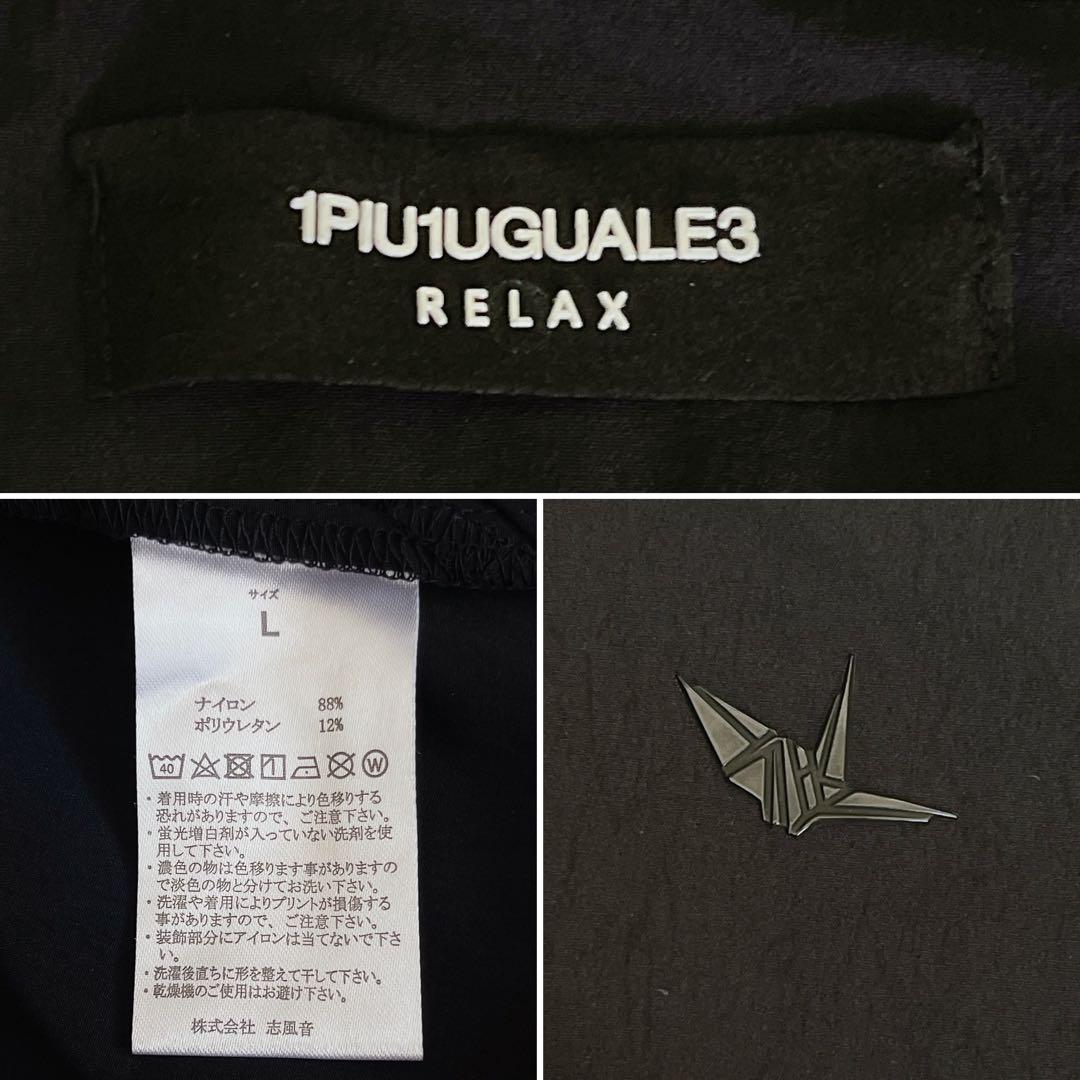 1PIU1UGUALE3
RELAX
サイズ
L
ナイロン 88%
ポリウレタン 12%
40 W
・着用時の汗や摩擦により色移りする
恐れがありますので、ご注意下さい。
・蛍光増白剤が入っていない洗剤を使
用して下さい。
・濃色の物は色移ります事がありますの
で淡色の物と分けてお洗い下さい。
・洗濯や着用によりプリントが損傷する
事がありますので、ご注意下さい。
・装飾部分にアイロンは当てないで下さ
い。
・洗濯後直ちに形を整えて干して下さい。
・乾燥機のご使用はお避け下さい。
株式会社 志風音